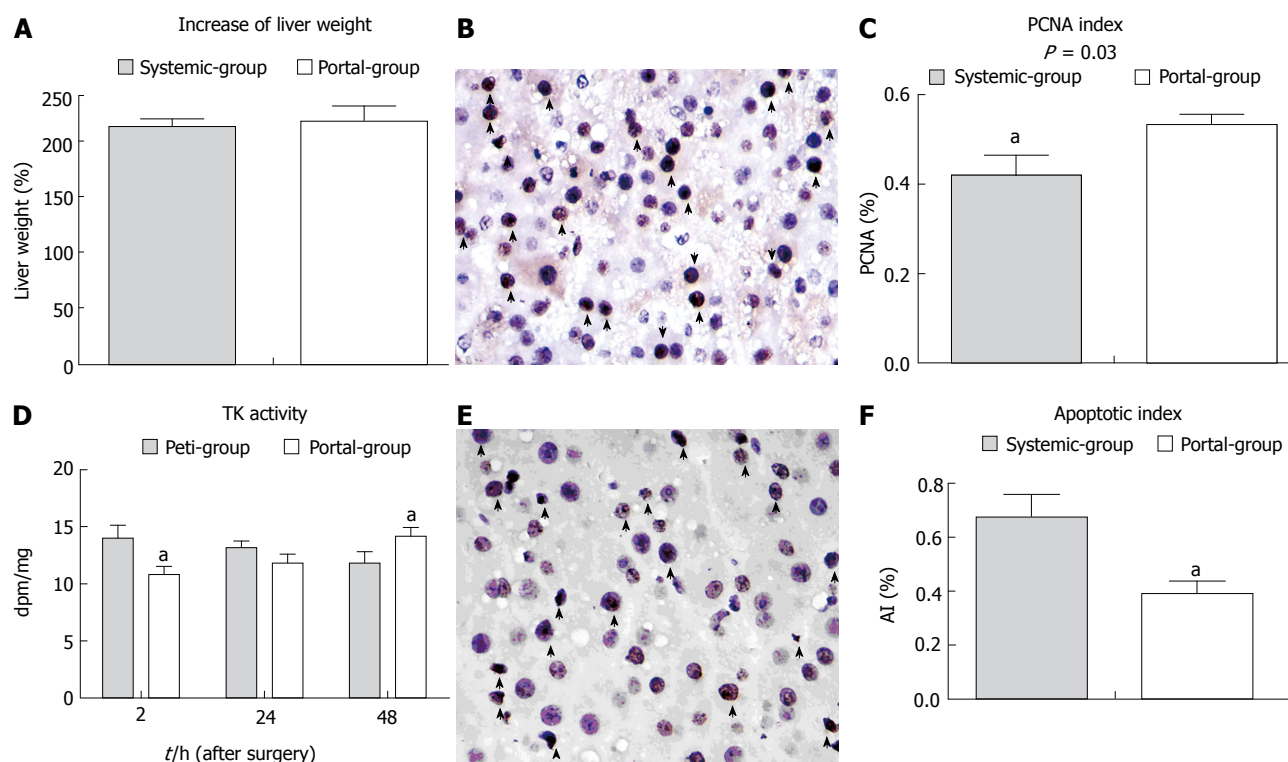 A
Increase of liver weight
Systemic-group Portal-group
250
200
150
100
50
0
Liver weight (%)
B
C
PCNA index
P = 0.03
Systemic-group Portal-group
0.6
0.4
0.2
0.0
PCNA (%)
a
D
TK activity
Peti-group Portal-group
20
15
10
5
0
dpm/mg
a
a
2 24 48
t/h (after surgery)
E
F
Apoptotic index
Systemic-group Portal-group
0.8
0.6
0.4
0.2
0.0
AI (%)
a